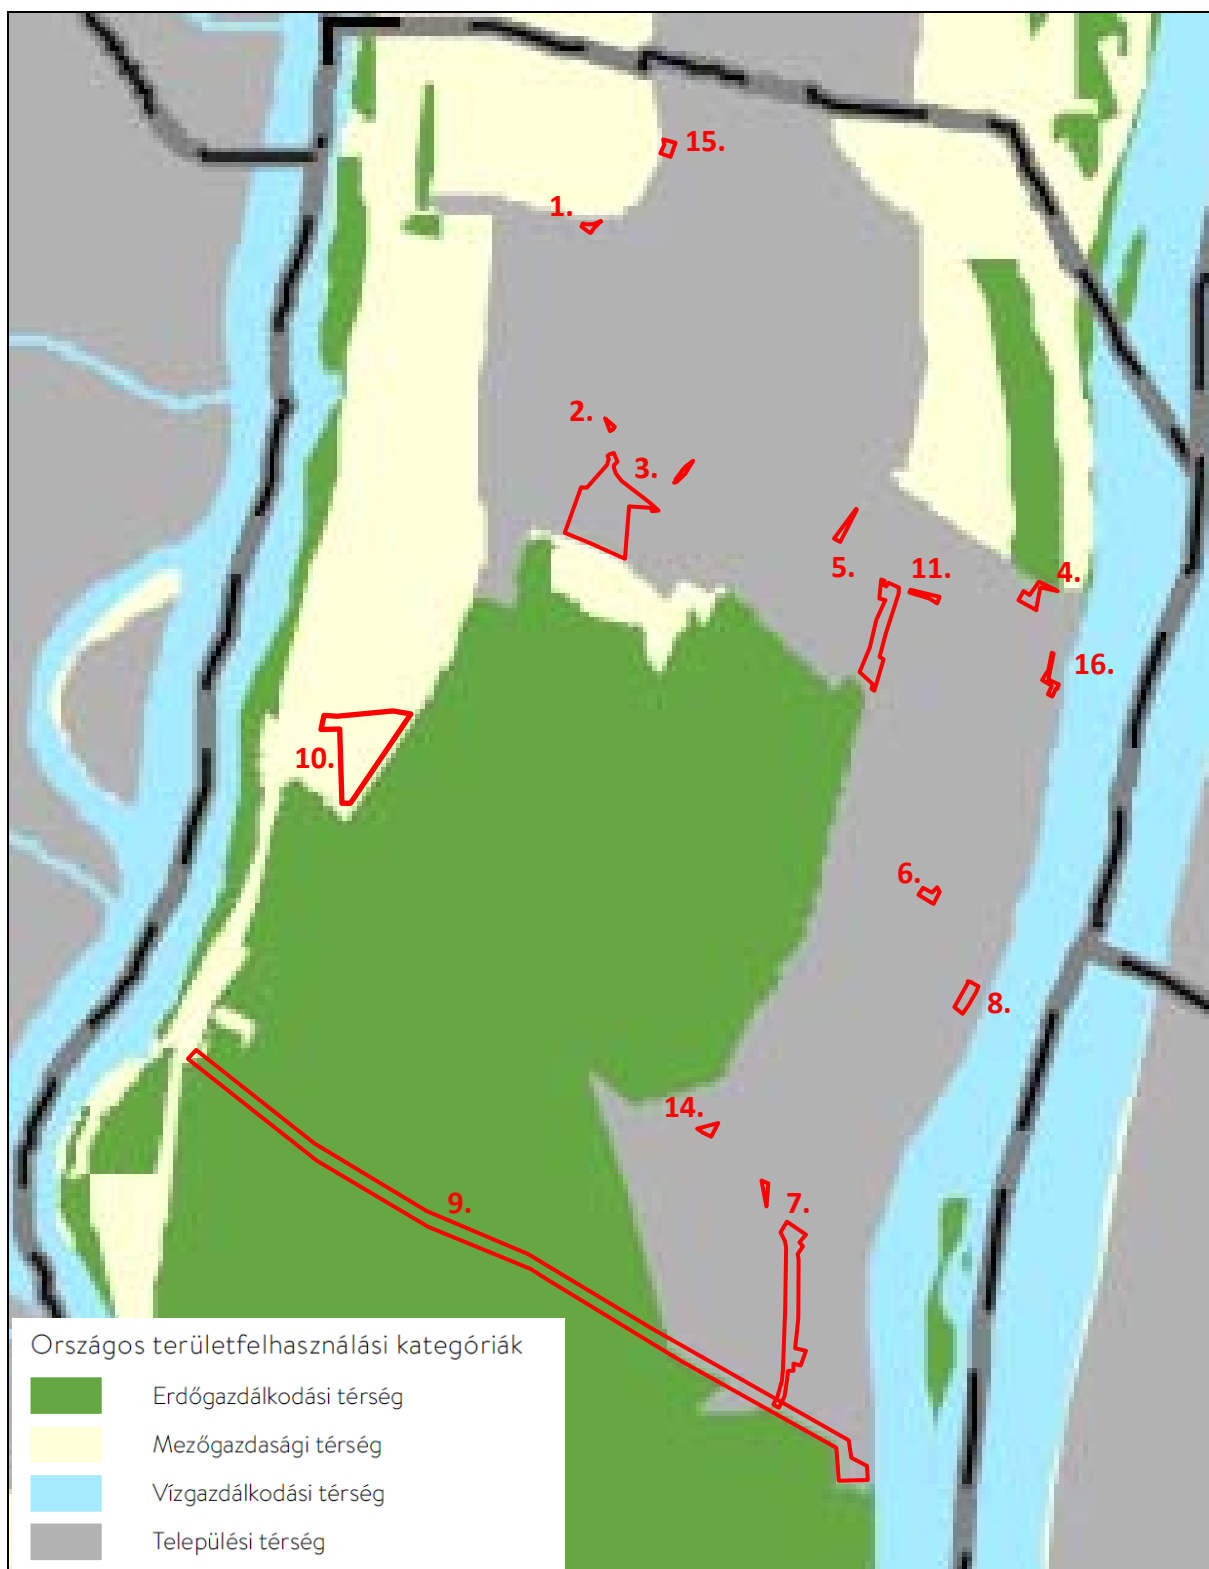 15.
1.
2.
3.
5.
11.
4.
16.
10.
6.
8.
14.
9.
7.
Országos területfelhasználási kategóriák
Erdőgazdálkodási térség
Mezőgazdasági térség
Vízgazdálkodási térség
Települési térség